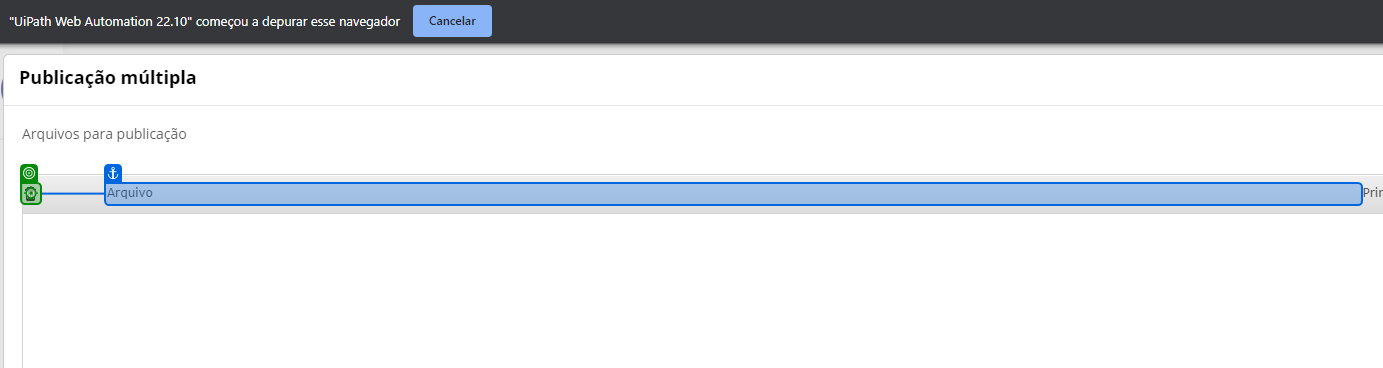 "UiPath Web Automation 22.10" começou a depurar esse navegador Cancelar
Publicação múltipla
Arquivos para publicação
Arquivo Prin